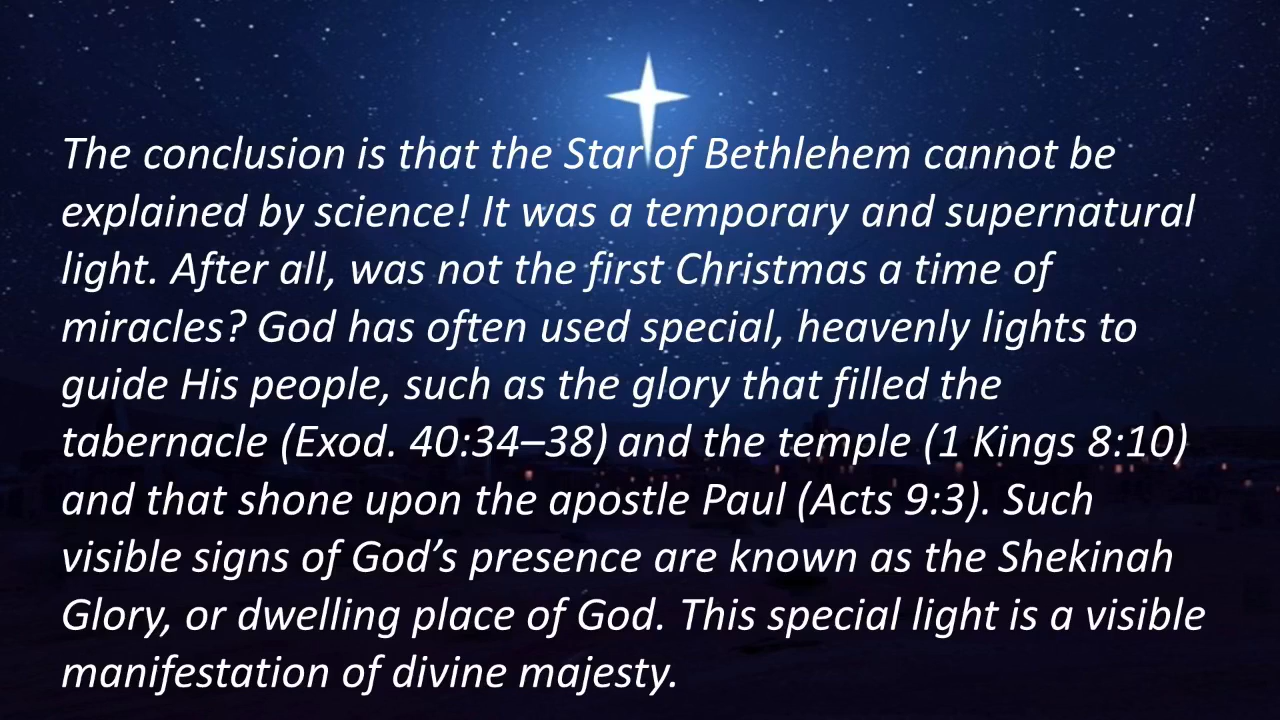 The conclusion is that the Star of Bethlehem cannot be
explained by science! It was a temporary and supernatural
light. After all, was not the first Christmas a time of
miracles? God has often used special, heavenly lights to
guide His people, such as the glory that filled the
tabernacle (Exod. 40:34–38) and the temple (1 Kings 8:10)
and that shone upon the apostle Paul (Acts 9:3). Such
visible signs of God’s presence are known as the Shekinah
Glory, or dwelling place of God. This special light is a visible
manifestation of divine majesty.